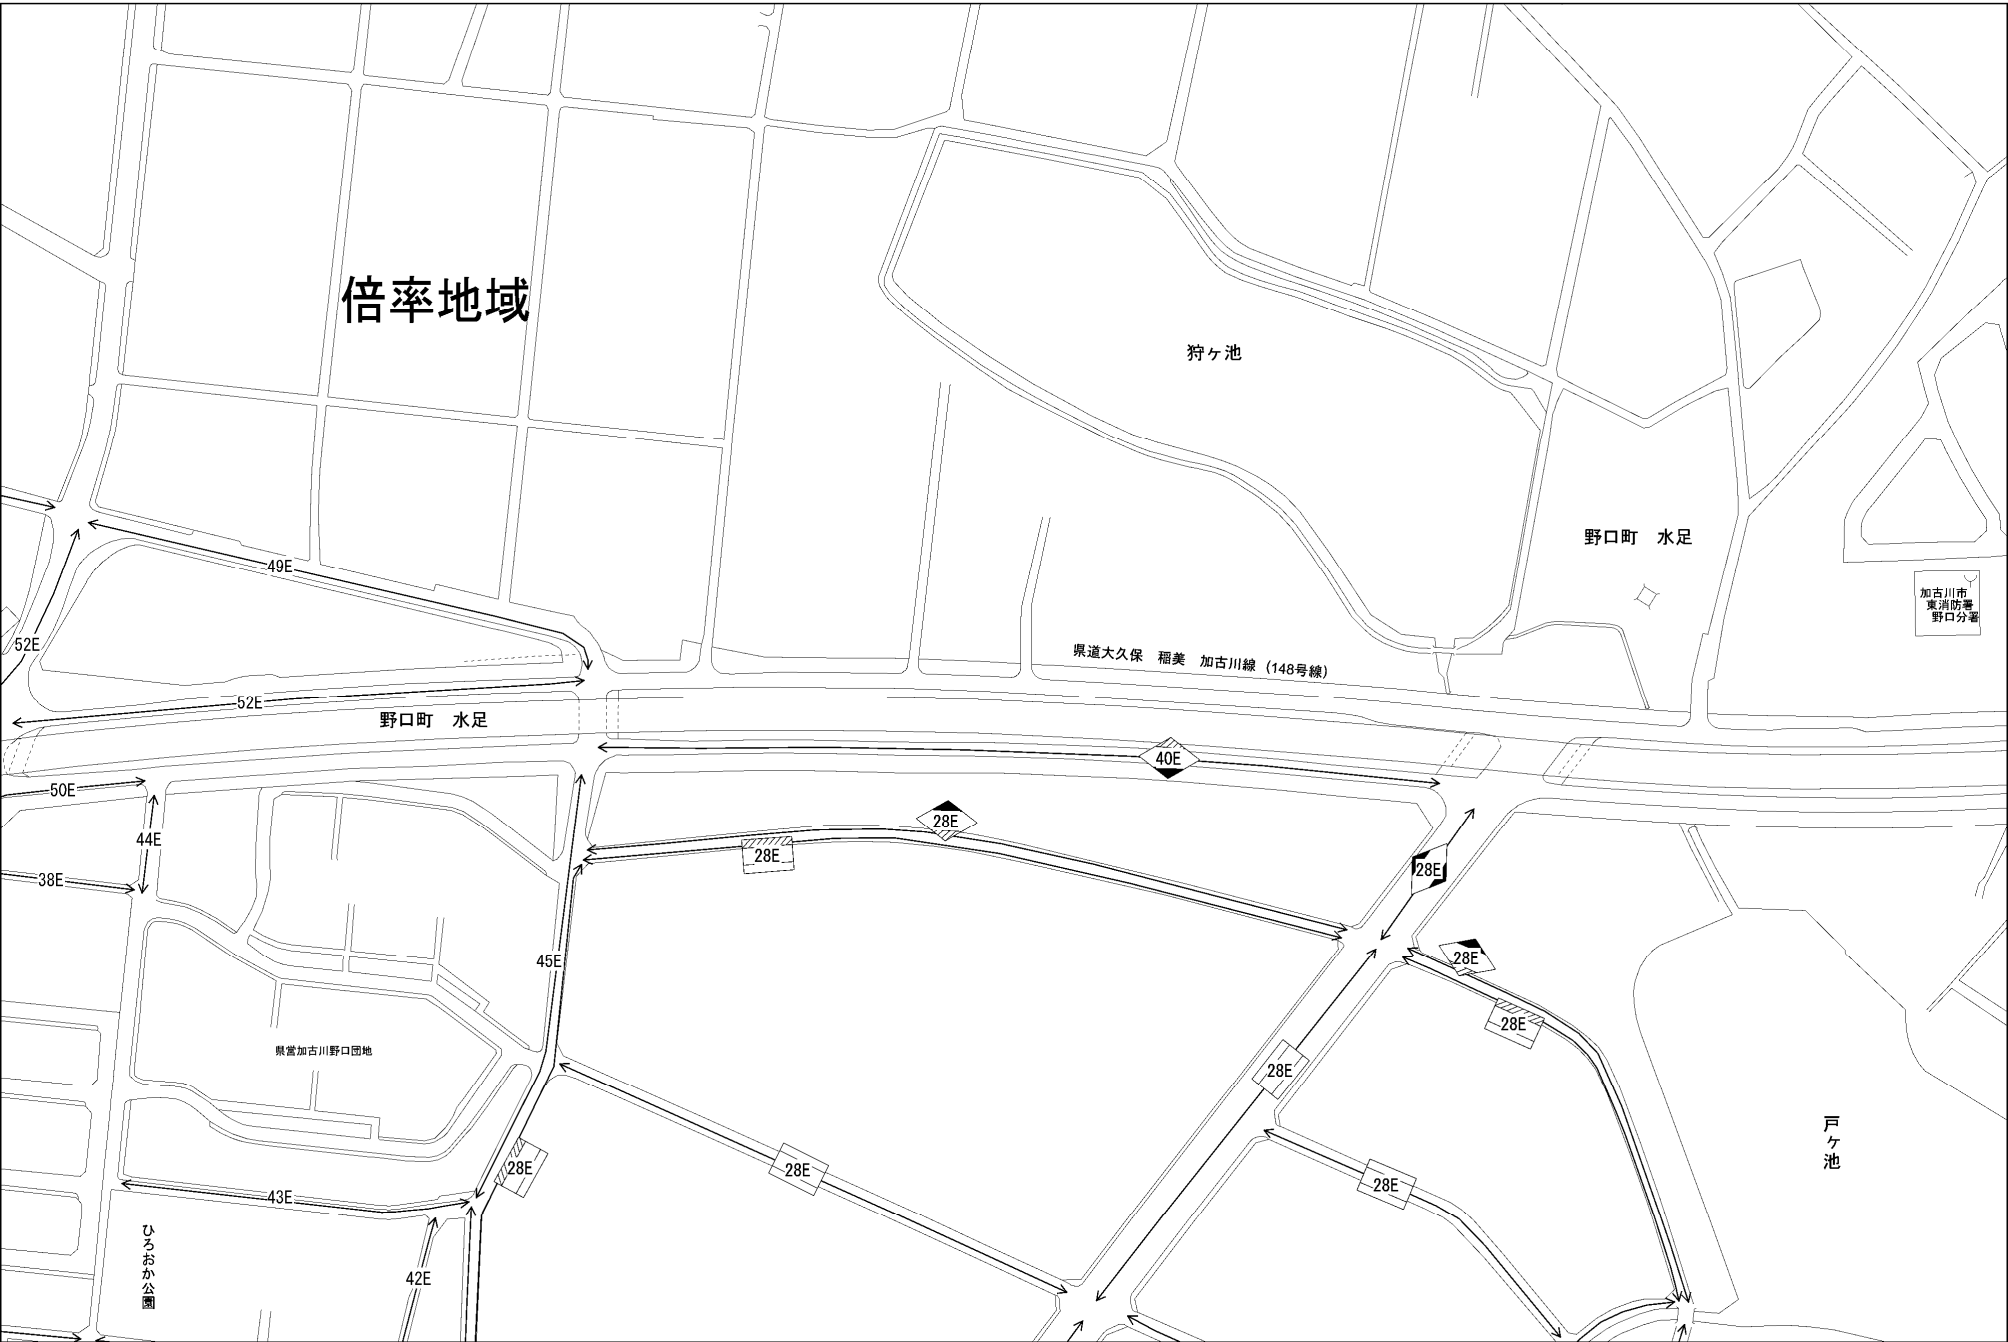 倍率地域
狩ヶ池
野口町　水足
加古川市
東消防署
野口分署
49E
52E
県道大久保　稲美　加古川線（148号線）
52E
野口町　水足
40E
50E
28E
44E
28E
28E
38E
28E
45E
28E
県営加古川野口団地
28E
戸ヶ池
28E
28E
28E
43E
ひろおか公園
42E